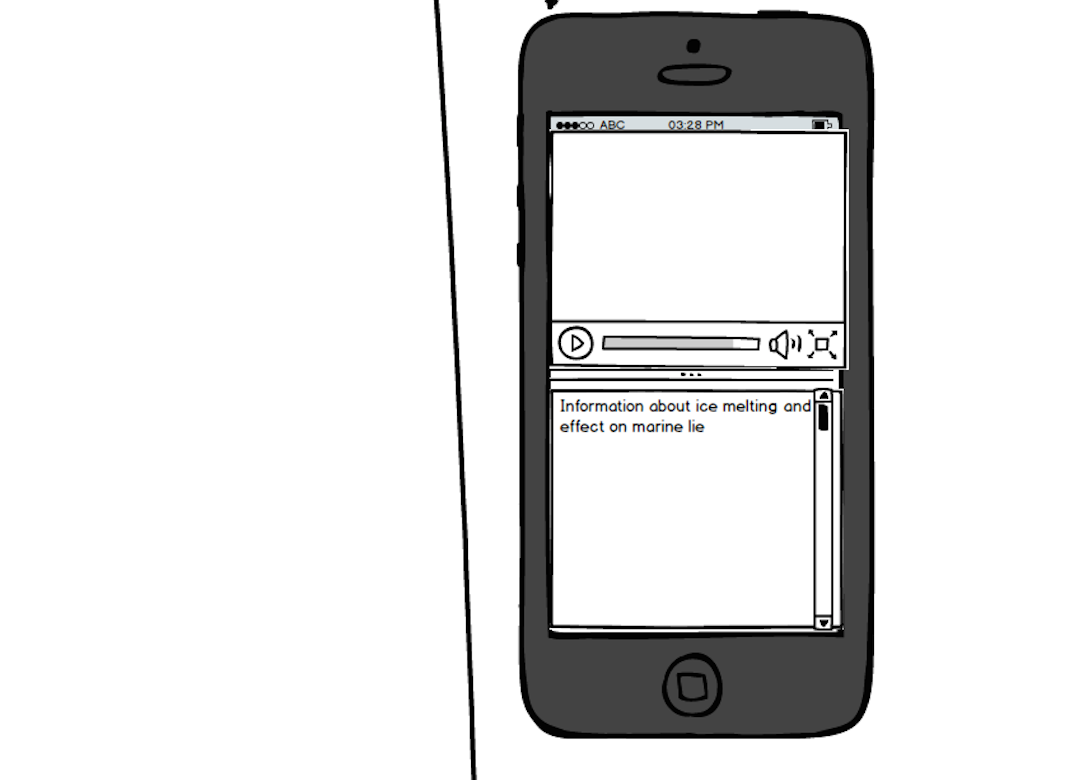 ABC 03:28 PM
Information about ice melting and
effect on marine lie